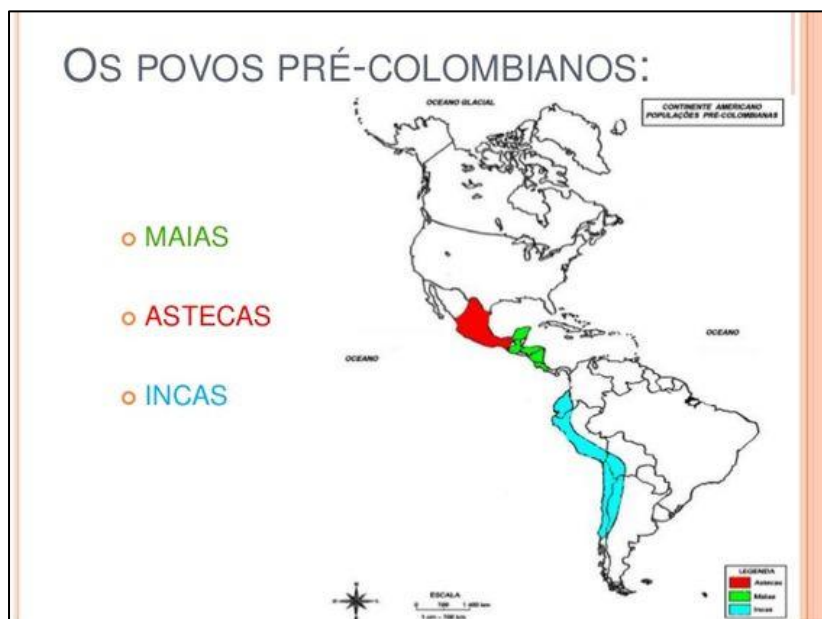 OS POVOS PRÉ-COLOMBIANOS:
OCEANO GLACIAL
CONTINENTE AMERICANO
POPULAÇÕES PRÉ-COLOMBIANAS
MAIAS
ASTECAS
INCAS
OCEANO
OCEANO
LEGENDA
Astecas
Maias
Incas
ESCALA
0